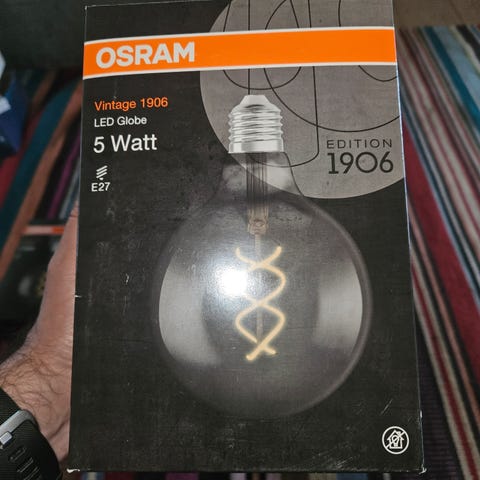 OSRAM
Vintage 1906
LED Globe
5 Watt
E27
EDITION
1906